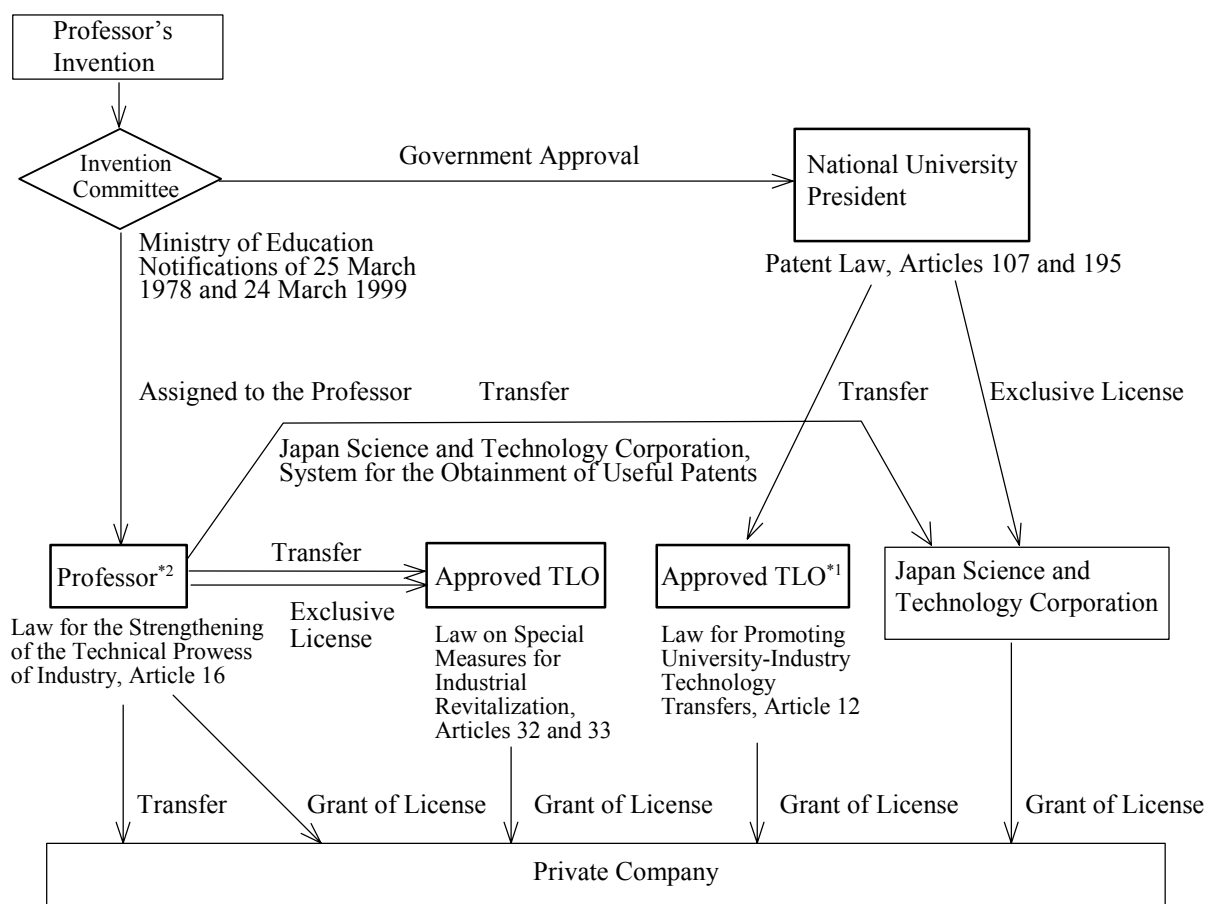 Professor’s
Invention
Invention
Committee
Government Approval
National University
President
Ministry of Education
Notifications of 25 March
1978 and 24 March 1999
Patent Law, Articles 107 and 195
Assigned to the Professor
Transfer
Transfer
Exclusive License
Japan Science and Technology Corporation,
System for the Obtainment of Useful Patents
Professor*2
Transfer
Exclusive
License
Approved TLO
Approved TLO*1
Japan Science and
Technology Corporation
Law for the Strengthening
of the Technical Prowess
of Industry, Article 16
Law on Special
Measures for
Industrial
Revitalization,
Articles 32 and 33
Law for Promoting
University-Industry
Technology
Transfers, Article 12
Transfer
Grant of License
Grant of License
Grant of License
Grant of License
Private Company